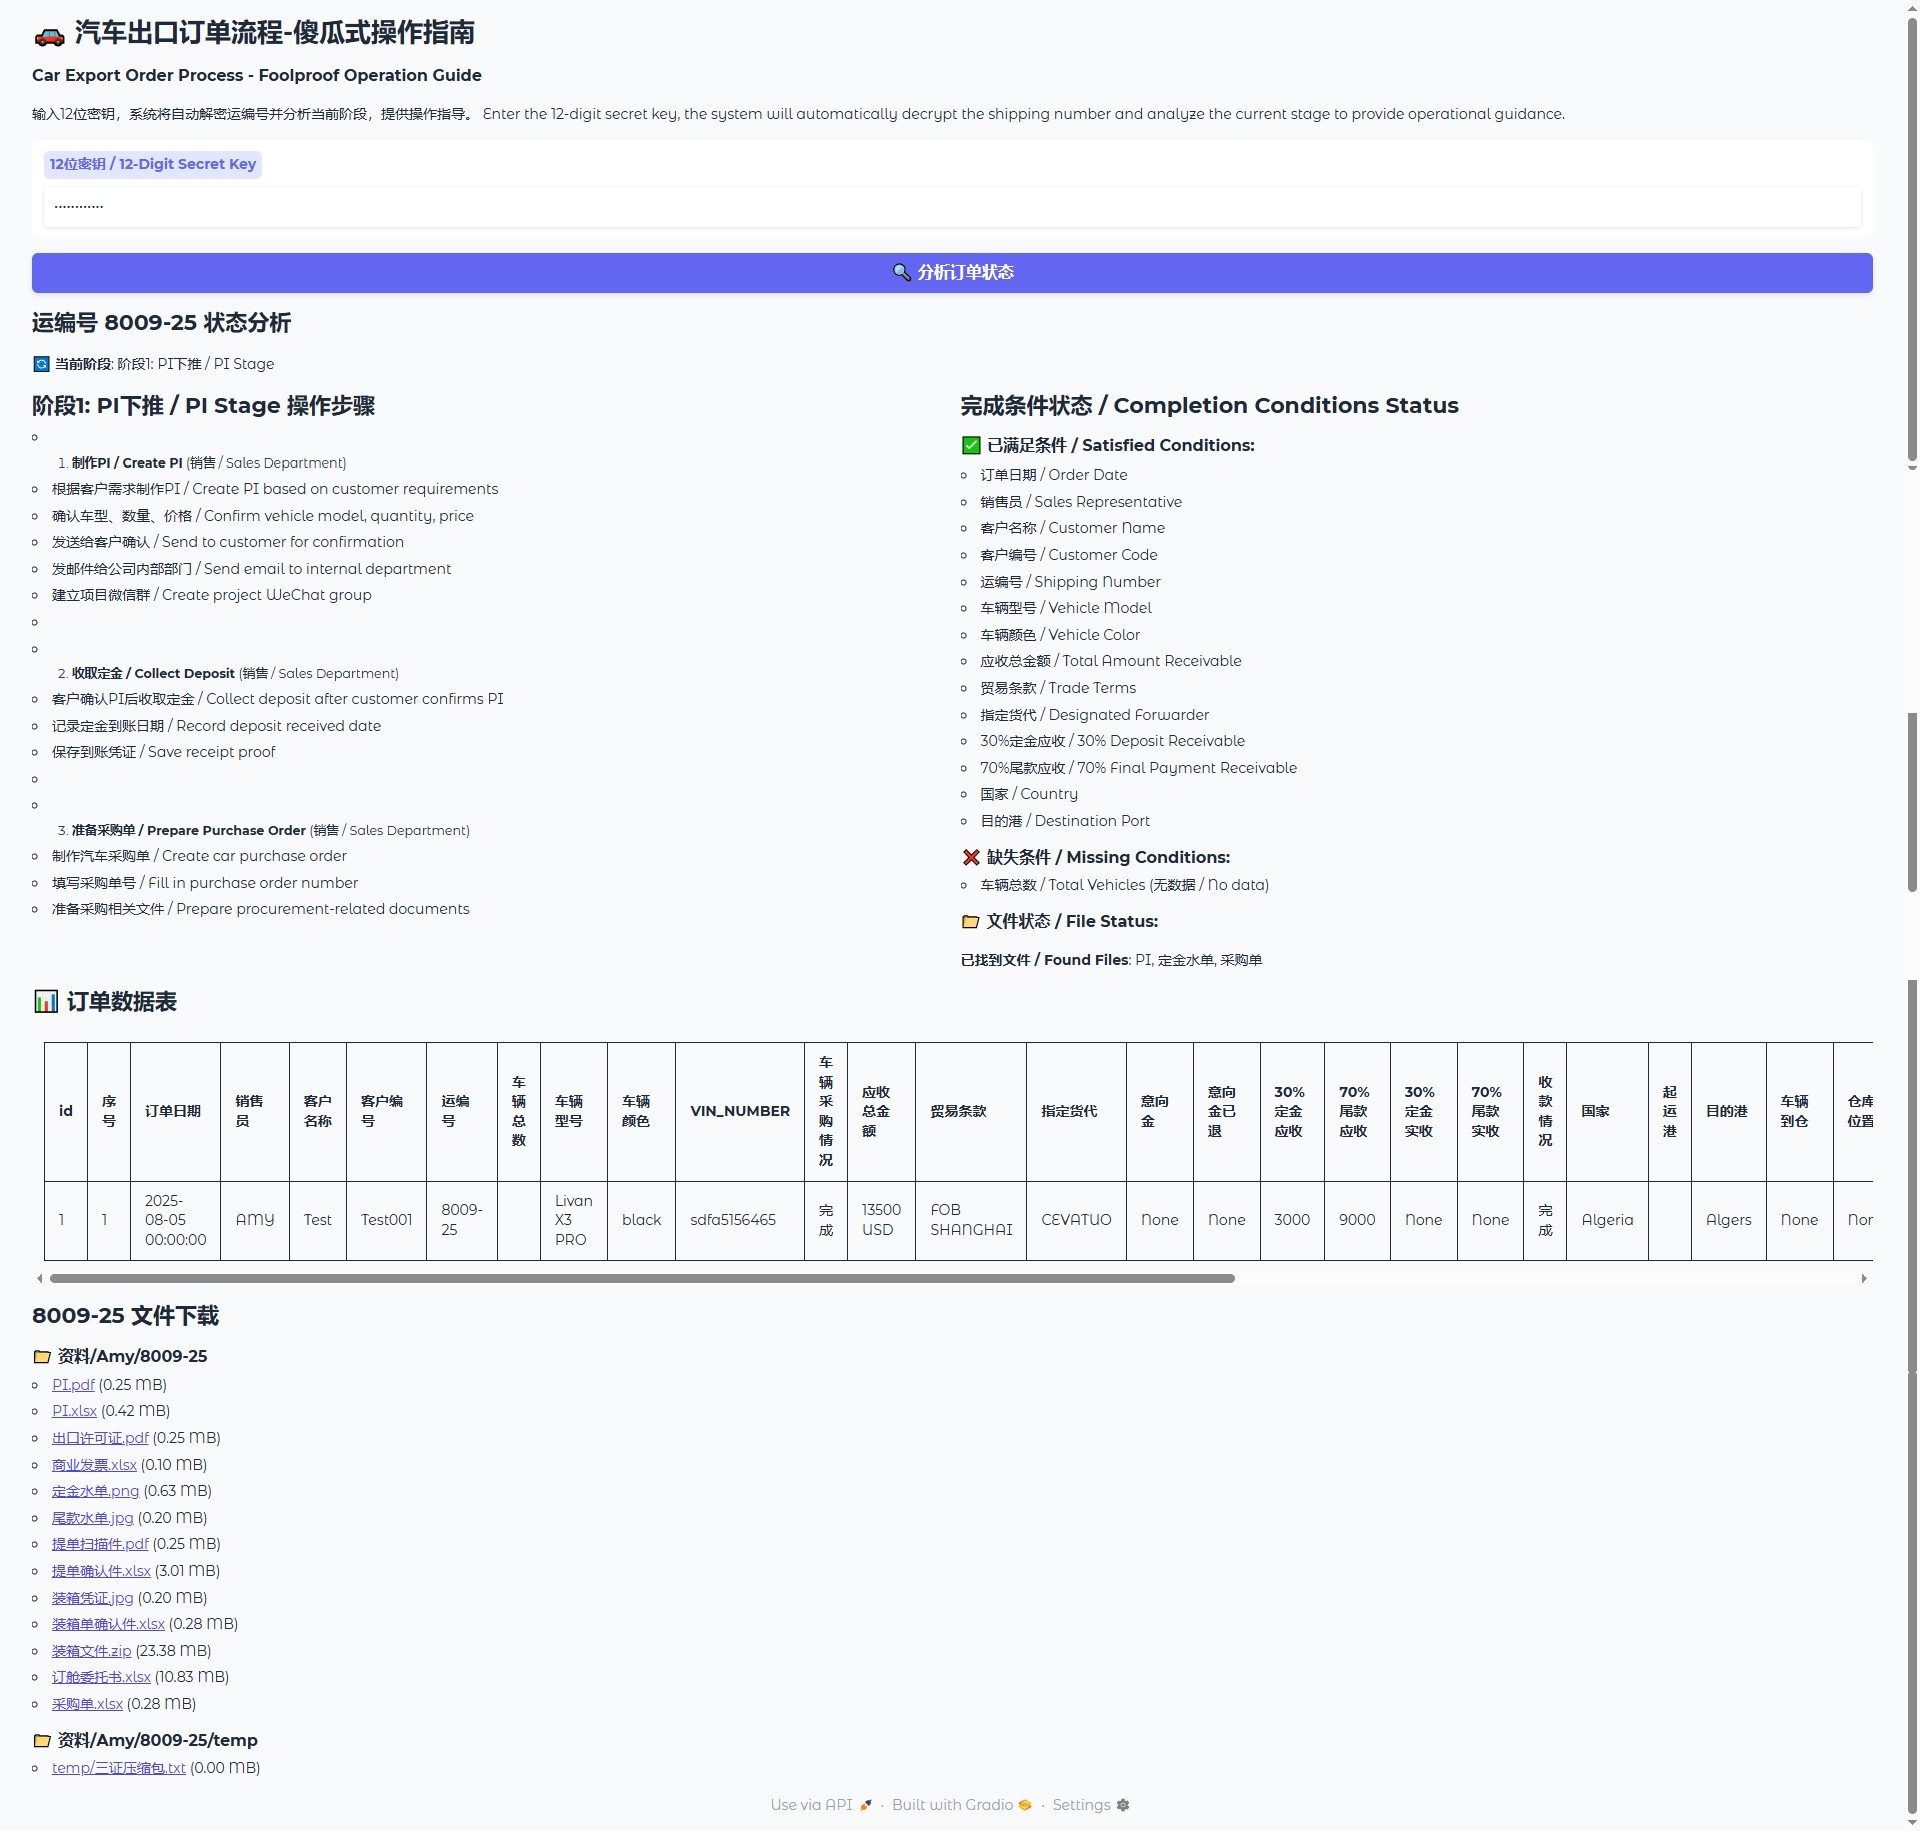 汽车出口订单流程-傻瓜式操作指南
Car Export Order Process - Foolproof Operation Guide
输入12位密钥，系统将自动解密运编号并分析当前阶段，提供操作指导。 Enter the 12-digit secret key, the system will automatically decrypt the shipping number and analyze the current stage to provide operational guidance.
12位密钥 / 12-Digit Secret Key
············
分析订单状态
运编号 8009-25 状态分析
当前阶段: 阶段1: PI下推 / PI Stage
阶段1: PI下推 / PI Stage 操作步骤
1. 制作PI / Create PI (销售 / Sales Department)
根据客户需求制作PI / Create PI based on customer requirements
确认车型、数量、价格 / Confirm vehicle model, quantity, price
发送给客户确认 / Send to customer for confirmation
发邮件给公司内部部门 / Send email to internal department
建立项目微信群 / Create project WeChat group
2. 收取定金 / Collect Deposit (销售 / Sales Department)
客户确认PI后收取定金 / Collect deposit after customer confirms PI
记录定金到账日期 / Record deposit received date
保存到账凭证 / Save receipt proof
3. 准备采购单 / Prepare Purchase Order (销售 / Sales Department)
制作汽车采购单 / Create car purchase order
填写采购单号 / Fill in purchase order number
准备采购相关文件 / Prepare procurement-related documents
完成条件状态 / Completion Conditions Status
已满足条件 / Satisfied Conditions:
订单日期 / Order Date
销售员 / Sales Representative
客户名称 / Customer Name
客户编号 / Customer Code
运编号 / Shipping Number
车辆型号 / Vehicle Model
车辆颜色 / Vehicle Color
应收总金额 / Total Amount Receivable
贸易条款 / Trade Terms
指定货代 / Designated Forwarder
30%定金应收 / 30% Deposit Receivable
70%尾款应收 / 70% Final Payment Receivable
国家 / Country
目的港 / Destination Port
缺失条件 / Missing Conditions:
车辆总数 / Total Vehicles (无数据 / No data)
文件状态 / File Status:
已找到文件 / Found Files: PI, 定金水单, 采购单
订单数据表
id 序号 订单日期 销售员 客户名称 客户编号 运编号 车辆总数 车辆型号 车辆颜色 VIN_NUMBER 车辆采购情况 应收总金额 贸易条款 指定货代 意向金 意向金已退 30%定金应收 70%尾款应收 30%定金实收 70%尾款实收 收款情况 国家 起运港 目的港 车辆到仓 仓库位置
1 1 2025-08-05 00:00:00 AMY Test Test001 8009-25 Livan X3 PRO black sdfa5156465 完成 13500 USD FOB SHANGHAI CEVATUO None None 3000 9000 None None 完成 Algeria Algers None Nor
8009-25 文件下载
资料/Amy/8009-25
PI.pdf (0.25 MB)
PI.xlsx (0.42 MB)
出口许可证.pdf (0.25 MB)
商业发票.xlsx (0.10 MB)
定金水单.png (0.63 MB)
尾款水单.jpg (0.20 MB)
提单扫描件.pdf (0.25 MB)
提单确认件.xlsx (3.01 MB)
装箱凭证.jpg (0.20 MB)
装箱单确认件.xlsx (0.28 MB)
装箱文件.zip (23.38 MB)
订舱委托书.xlsx (10.83 MB)
采购单.xlsx (0.28 MB)
资料/Amy/8009-25/temp
temp/三证压缩包.txt (0.00 MB)
Use via API · Built with Gradio · Settings